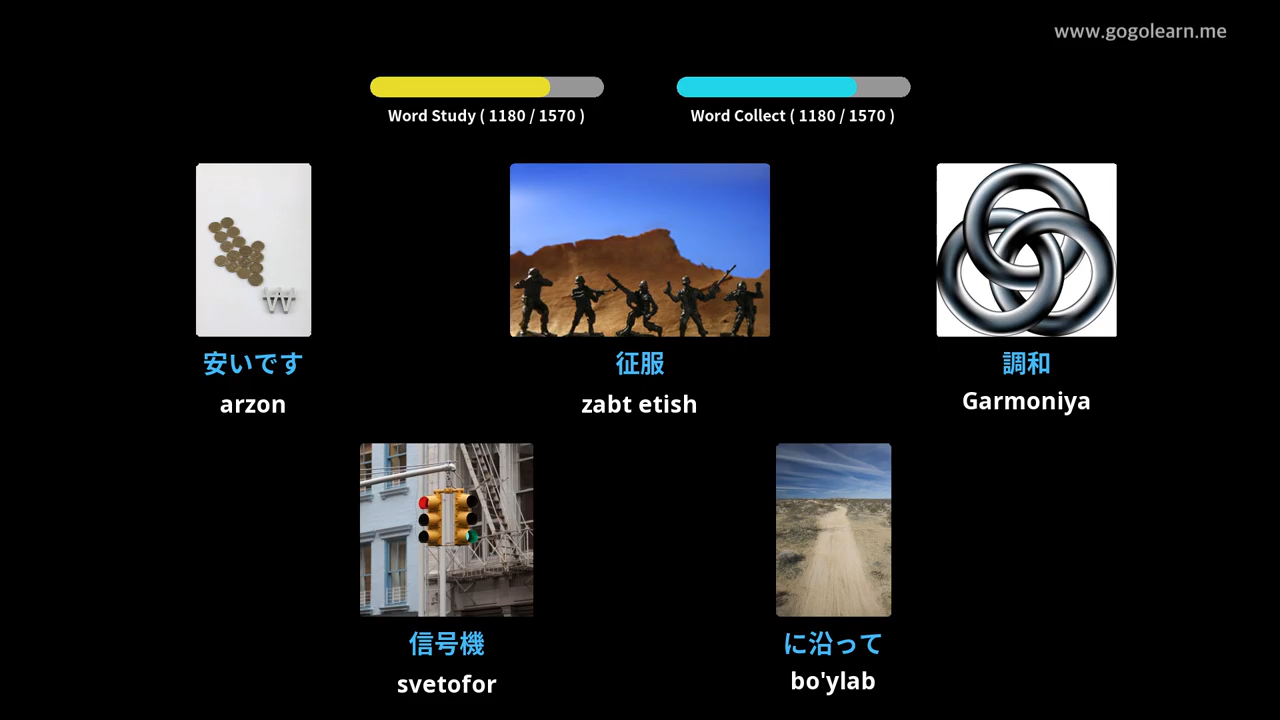 www.gogolearn.me
Word Study ( 1180 / 1570 )
Word Collect ( 1180 / 1570 )
安いです
arzon
征服
zabt etish
調和
Garmoniya
信号機
svetofor
に沿って
bo'ylab